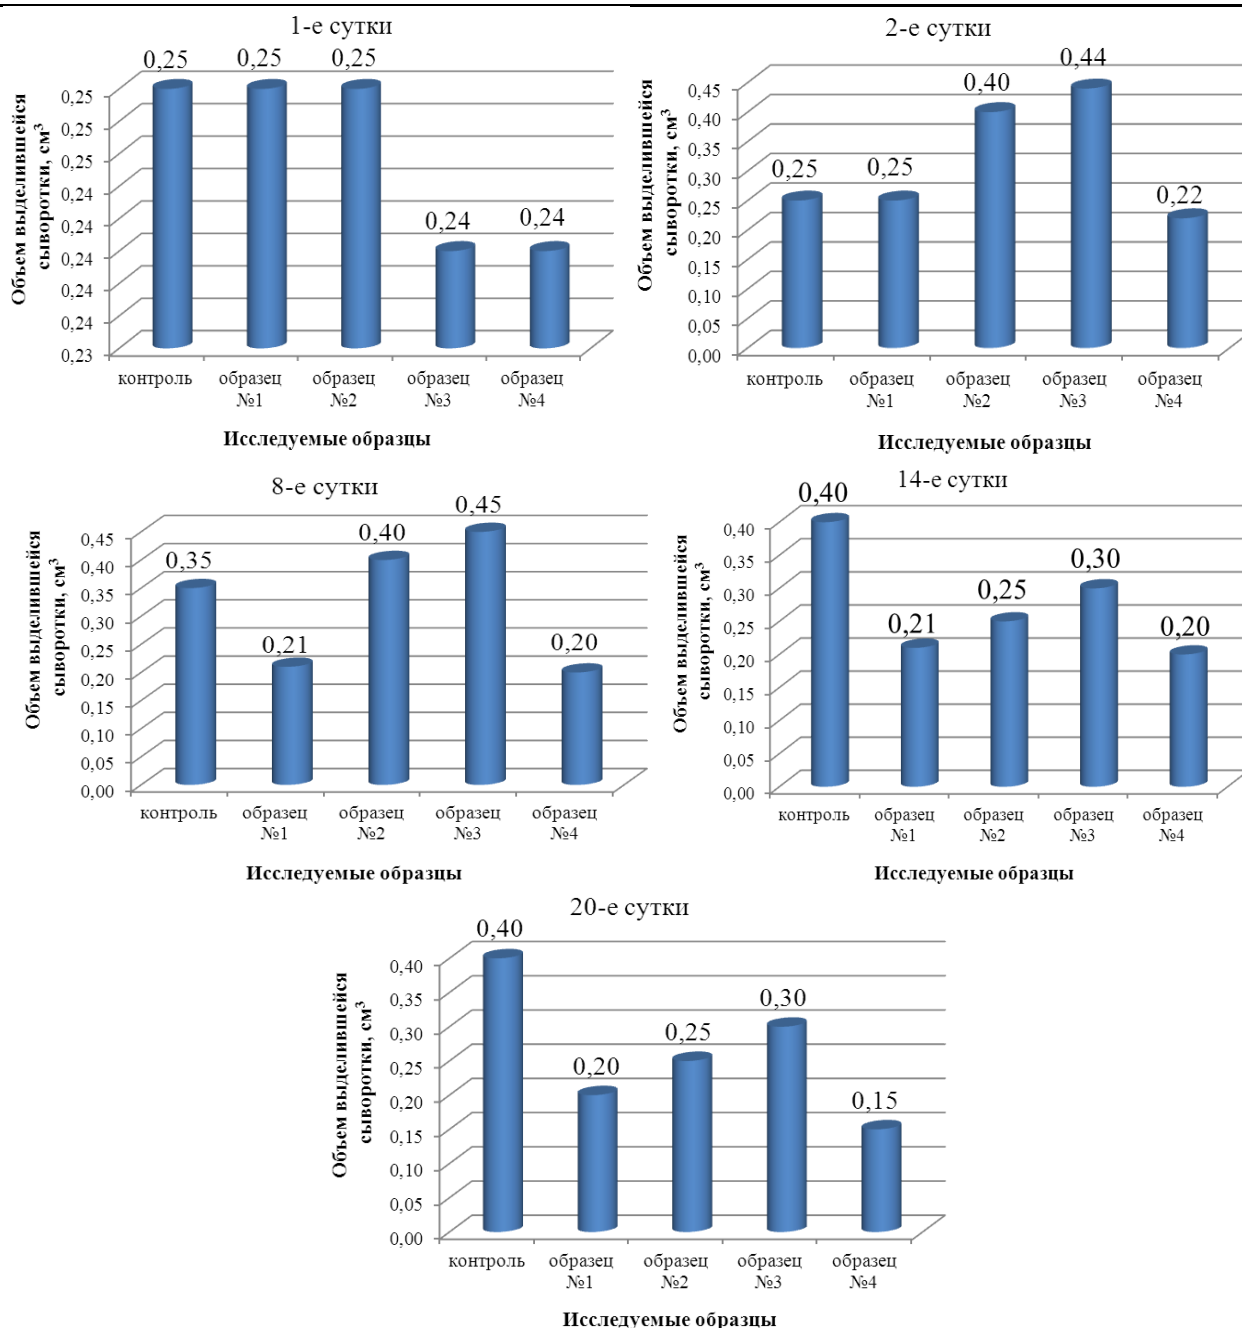 1-е сутки
Объем выделившейся
сыворотки, см³
0,25
0,25
0,25
0,24
0,24
0,25
0,25
0,25
0,24
0,24
0,24
0,24
0,24
0,23
контроль
образец
№1
образец
№2
образец
№3
образец
№4
Исследуемые образцы
2-е сутки
Объем выделившейся
сыворотки, см³
0,25
0,25
0,40
0,44
0,22
0,45
0,40
0,35
0,30
0,25
0,20
0,15
0,10
0,05
0,00
контроль
образец
№1
образец
№2
образец
№3
образец
№4
Исследуемые образцы
8-е сутки
Объем выделившейся
сыворотки, см³
0,35
0,21
0,40
0,45
0,20
0,45
0,40
0,35
0,30
0,25
0,20
0,15
0,10
0,05
0,00
контроль
образец
№1
образец
№2
образец
№3
образец
№4
Исследуемые образцы
14-е сутки
Объем выделившейся
сыворотки, см³
0,40
0,21
0,25
0,30
0,20
0,40
0,35
0,30
0,25
0,20
0,15
0,10
0,05
0,00
контроль
образец
№1
образец
№2
образец
№3
образец
№4
Исследуемые образцы
20-е сутки
Объем выделившейся
сыворотки, см³
0,40
0,20
0,25
0,30
0,15
0,40
0,35
0,30
0,25
0,20
0,15
0,10
0,05
0,00
контроль
образец
№1
образец
№2
образец
№3
образец
№4
Исследуемые образцы